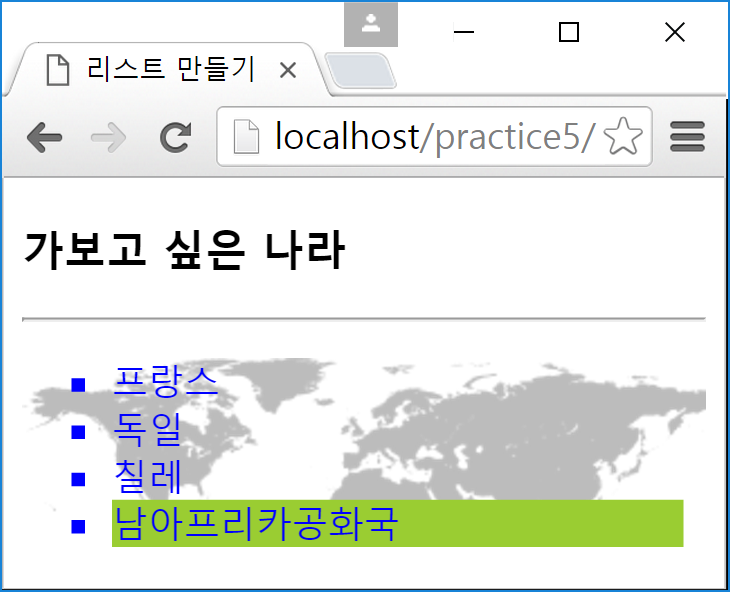 리스트 만들기
localhost/practice5/
가보고 싶은 나라
프랑스
독일
칠레
남아프리카공화국